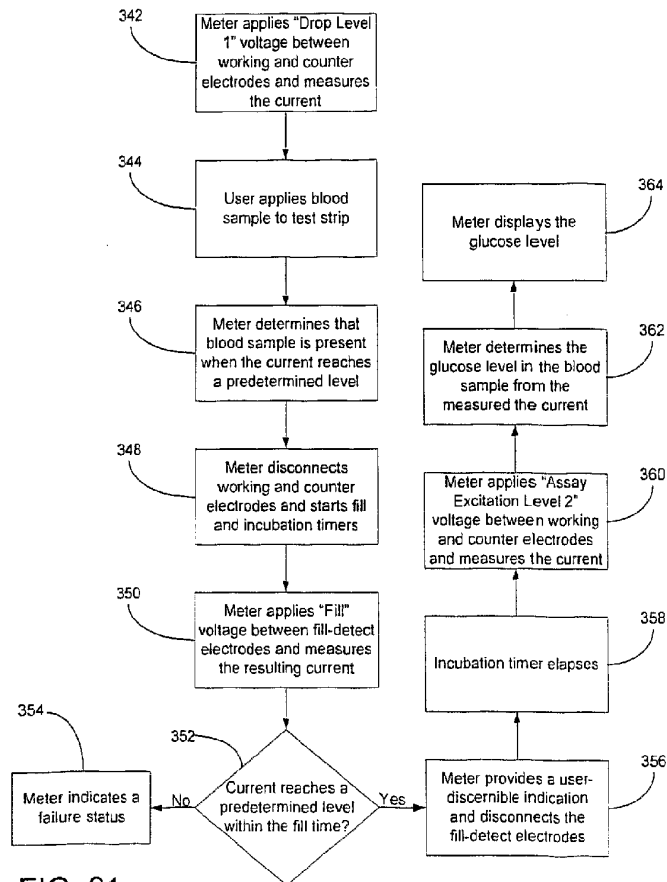 342
Meter applies “Drop Level
1” voltage between
working and counter
electrodes and measures
the current
344
User applies blood
sample to test strip
346
Meter determines that
blood sample is present
when the current reaches
a predetermined level
348
Meter disconnects
working and counter
electrodes and starts fill
and incubation timers
350
Meter applies “Fill”
voltage between fill-detect
electrodes and measures
the resulting current
352
Current reaches a
predetermined level
within the fill time?
No
354
Meter indicates a
failure status
Yes
356
Meter provides a user-
discernible indication and
disconnects the
fill-detect electrodes
358
Incubation timer elapses
360
Meter applies “Assay
Excitation Level 2”
voltage between working
and counter electrodes
and measures the current
362
Meter determines the
glucose level in the blood
sample from the
measured the current
364
Meter displays the
glucose level